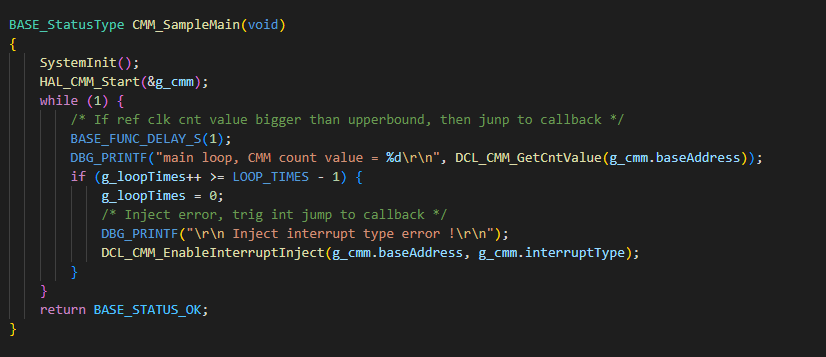 BASE_StatusType CMM_SampleMain(void)
{
    SystemInit();
    HAL_CMM_Start(&g_cmm);
    while (1) {
        /* If ref clk cnt value bigger than upperbound, then junp to callback */
        BASE_FUNC_DELAY_S(1);
        DBG_PRINTF("main loop, CMM count value = %d\r\n", DCL_CMM_GetCntValue(g_cmm.baseAddress));
        if (g_loopTimes++ >= LOOP_TIMES - 1) {
            g_loopTimes = 0;
            /* Inject error, trig int jump to callback */
            DBG_PRINTF("\r\n Inject interrupt type error !\r\n");
            DCL_CMM_EnableInterruptInject(g_cmm.baseAddress, g_cmm.interruptType);
        }
    }
    return BASE_STATUS_OK;
}